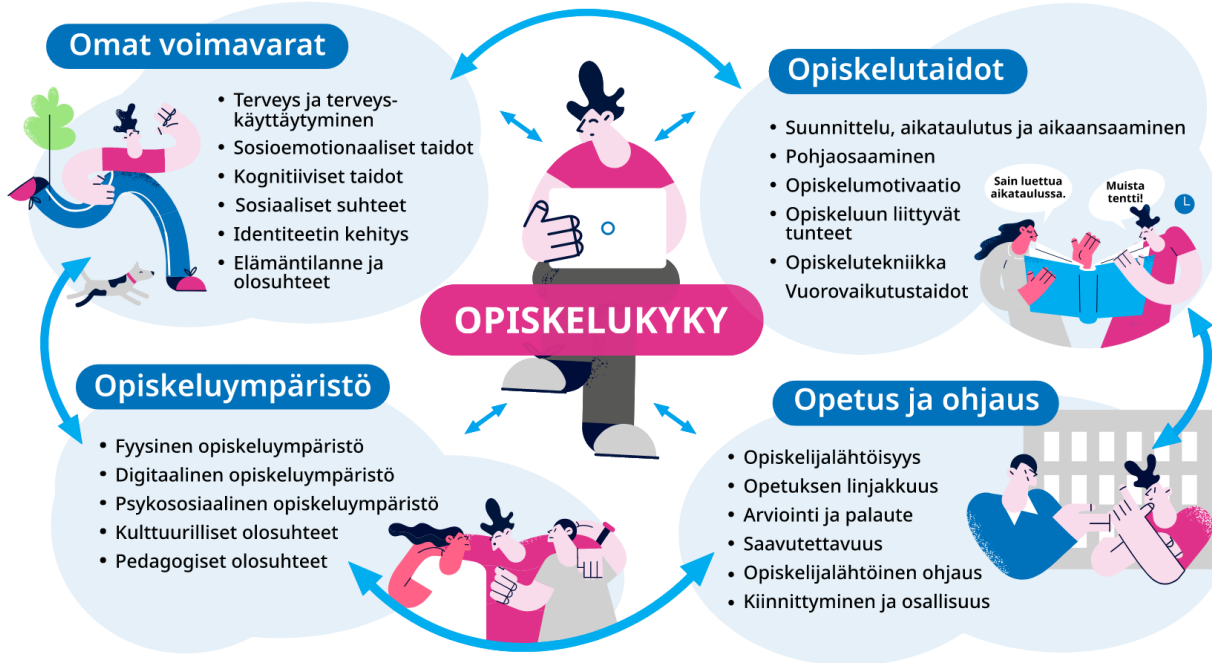 Omat voimavarat
• Terveys ja terveys-
käyttäytyminen
• Sosioemotionaaliset taidot
• Kognitiiviset taidot
• Sosiaaliset suhteet
• Identiteetin kehitys
• Elämäntilanne ja
olosuhteet
Opiskelutaidot
• Suunnittelu, aikataulutus ja aikaansaaminen
• Pohjaosaaminen
• Opiskelumotivaatio
• Opiskeluun liittyvät
tunteet
• Opiskelutekniikka
Vuorovaikutustaidot
Sain luettua
aikataulussa.
Muista
tentti!
OPISKELUKYKY
Opiskeluympäristö
• Fyysinen opiskeluympäristö
• Digitaalinen opiskeluympäristö
• Psykososiaalinen opiskeluympäristö
• Kulttuurilliset olosuhteet
• Pedagogiset olosuhteet
Opetus ja ohjaus
• Opiskelijalähtöisyys
• Opetuksen linjakkuus
• Arviointi ja palaute
• Saavutettavuus
• Opiskelijalähtöinen ohjaus
• Kiinnittyminen ja osallisuus